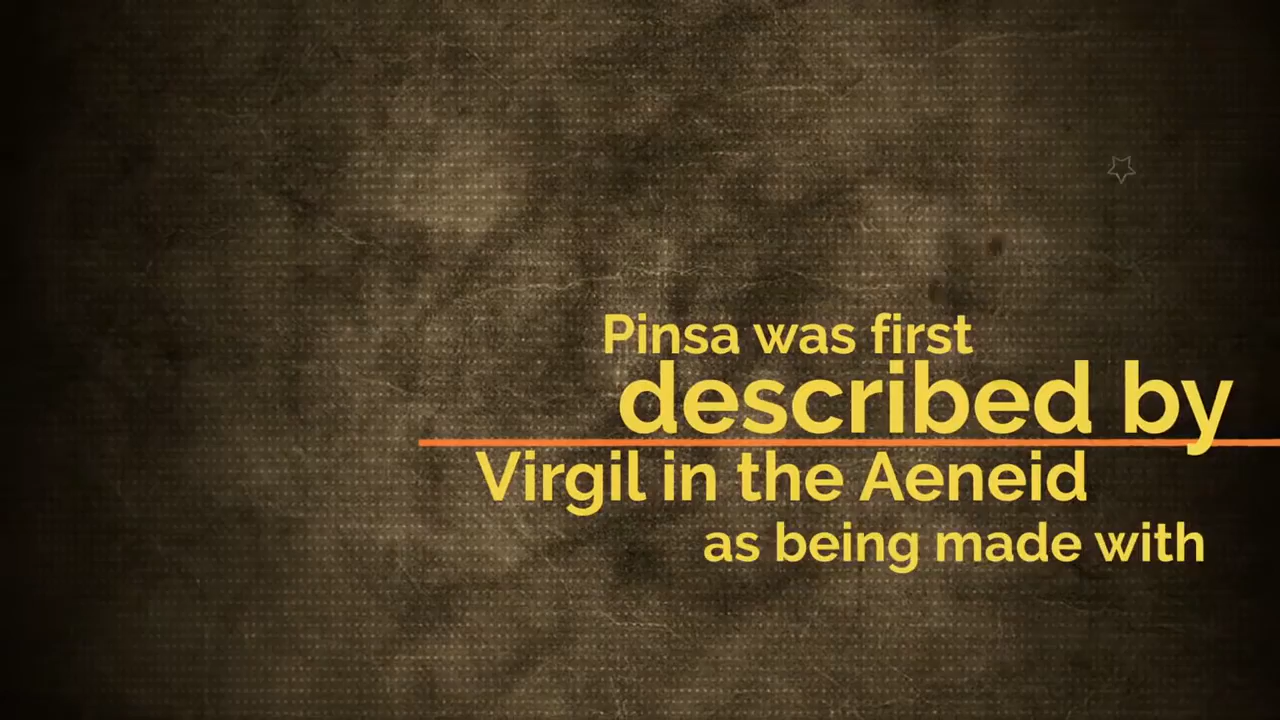 Pinsa was first
described by
Virgil in the Aeneid
as being made with